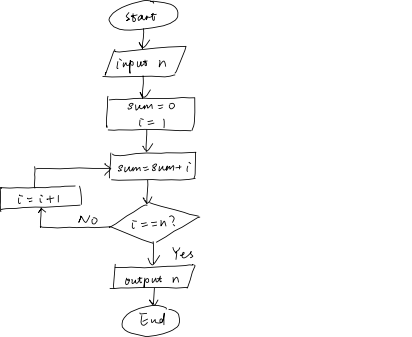 Start
input n
sum = 0
i = 1
sum = sum + i
i = i + 1
No
i == n?
Yes
output n
End